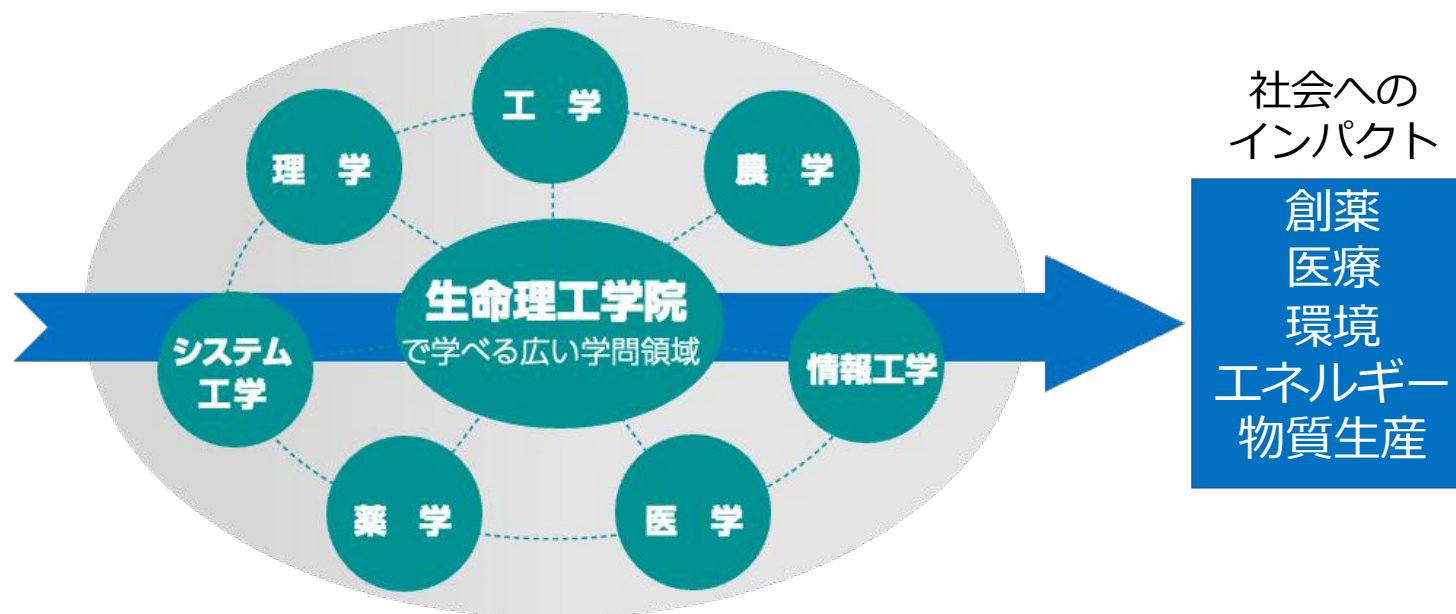 工　学
理　学
農　学
生命理工学院
で学べる広い学問領域
システム
工学
情報工学
薬　学
医　学
社会への
インパクト
創薬
医療
環境
エネルギー
物質生産